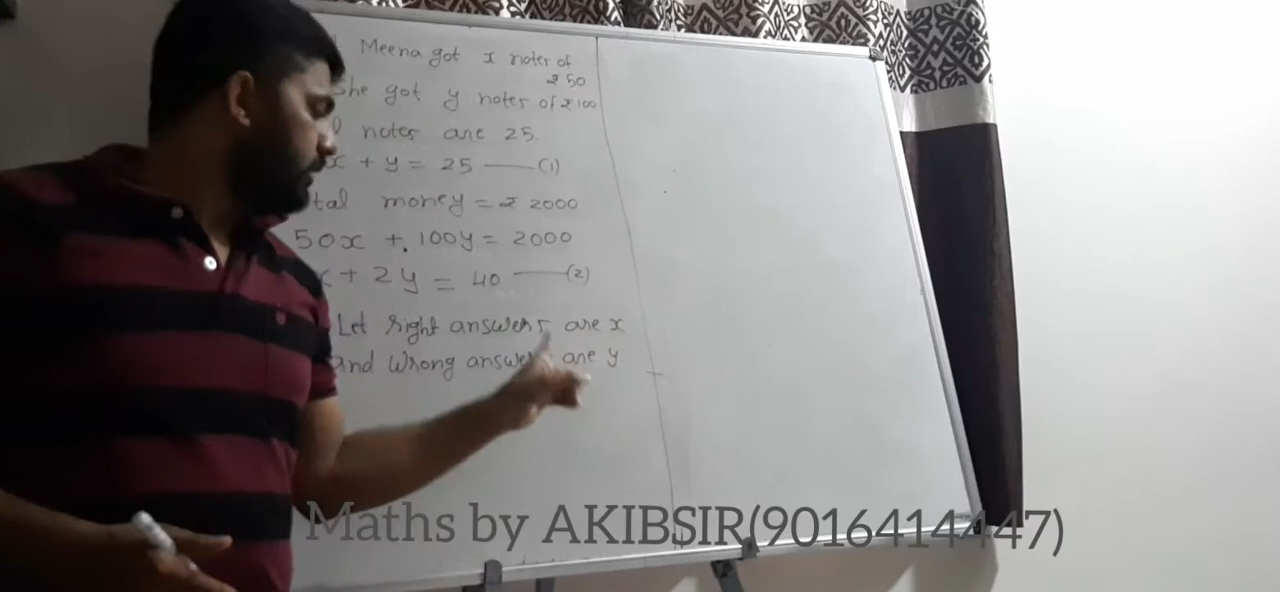 Meena got x notes of
₹ 50
She got y notes of ₹ 100
notes are 25.
x + y = 25 ——(1)
tal money = ₹ 2000
50x + 100y = 2000
x + 2y = 40 ——(2)
Let right answers are x
and Wrong answers are y
Maths by AKIBSIR(9016414447)